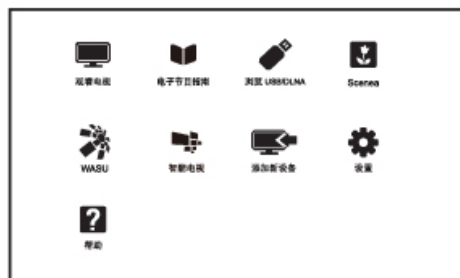 观看电视
电子节目指南
浏览 USB/DLNA
Scenea
WASU
智能电视
添加新设备
设置
帮助